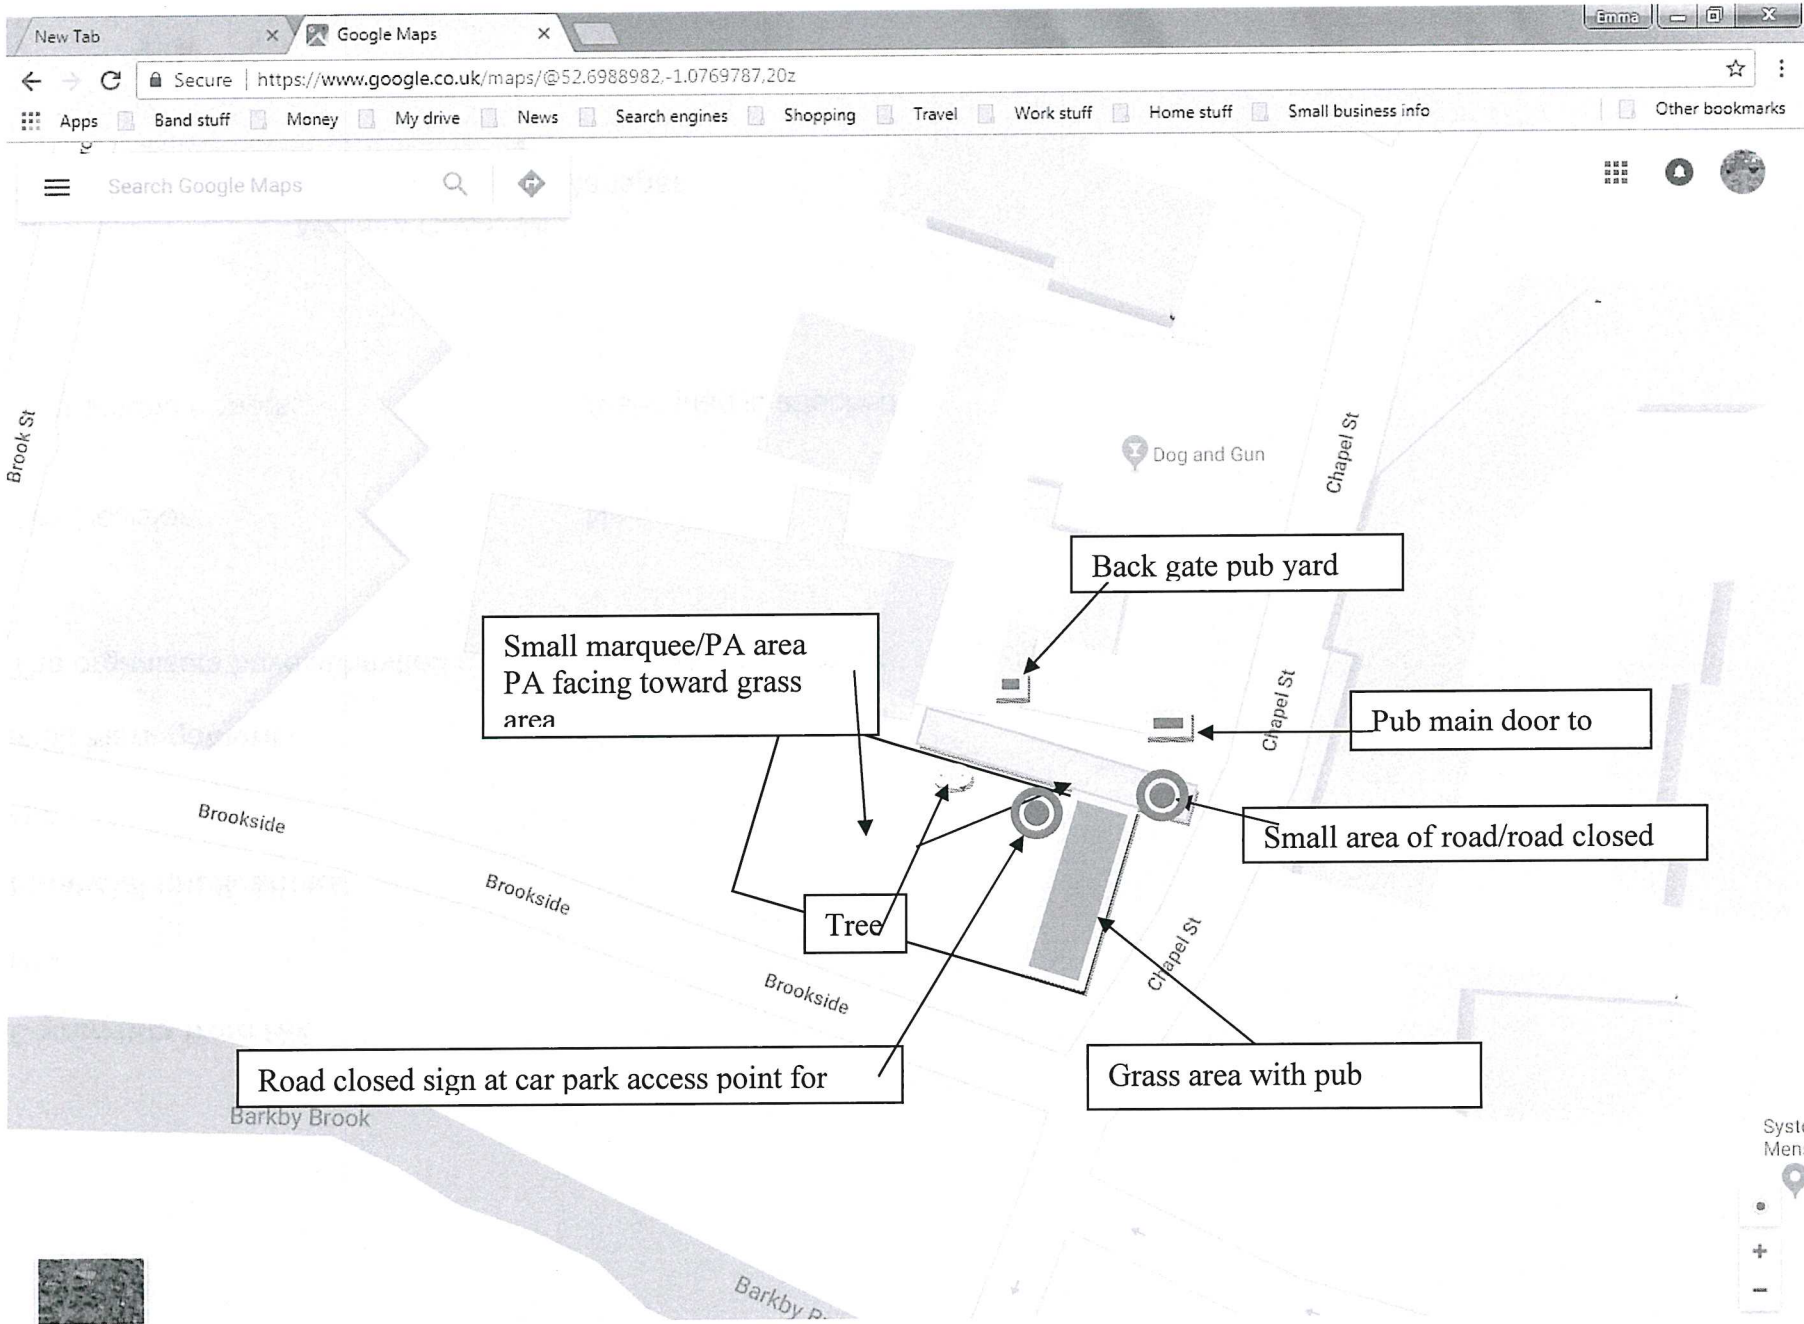 New Tab
Google Maps
Emma
Secure
https://www.google.co.uk/maps/@52.6988982,-1.0769787,20z
Apps
Band stuff
Money
My drive
News
Search engines
Shopping
Travel
Work stuff
Home stuff
Small business info
Other bookmarks
Search Google Maps
Brook St
Chapel St
Dog and Gun
Back gate pub yard
Small marquee/PA area
PA facing toward grass
area
Chapel St
Pub main door to
Brookside
Small area of road/road closed
Brookside
Tree
Chapel St
Brookside
Road closed sign at car park access point for
Grass area with pub
Barkby Brook
Syst
Men
Barkby